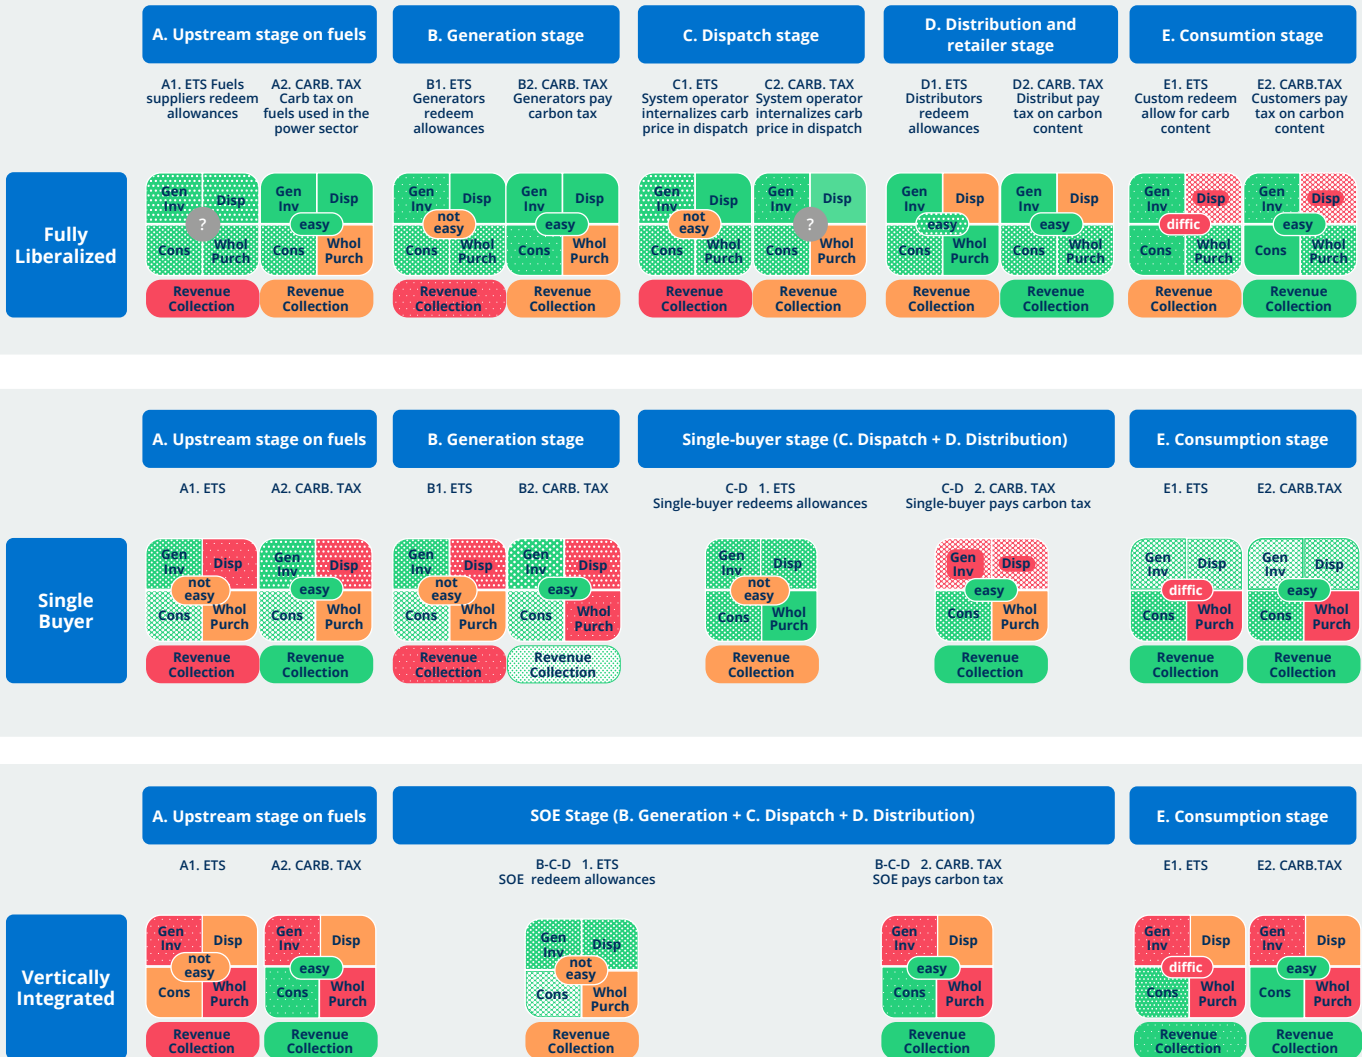 A. Upstream stage on fuels
B. Generation stage
C. Dispatch stage
D. Distribution and
retailer stage
E. Consumtion stage
A1. ETS Fuels
suppliers redeem
allowances
A2. CARB. TAX
Carb tax on
fuels used in the
power sector
B1. ETS
Generators
redeem
allowances
B2. CARB. TAX
Generators pay
carbon tax
C1. ETS
System operator
internalizes carb
price in dispatch
C2. CARB. TAX
System operator
internalizes carb
price in dispatch
D1. ETS
Distributors
redeem
allowances
D2. CARB. TAX
Distribut pay
tax on carbon
content
E1. ETS
Custom redeem
allow for carb
content
E2. CARB.TAX
Customers pay
tax on carbon
content
Fully
Liberalized
Gen
Inv
Disp
?
Cons
Whol
Purch
Revenue
Collection
Gen
Inv
Disp
easy
Cons
Whol
Purch
Revenue
Collection
Gen
Inv
Disp
not
easy
Cons
Whol
Purch
Revenue
Collection
Gen
Inv
Disp
easy
Cons
Whol
Purch
Revenue
Collection
Gen
Inv
Disp
not
easy
Cons
Whol
Purch
Revenue
Collection
Gen
Inv
Disp
?
Cons
Whol
Purch
Revenue
Collection
Gen
Inv
Disp
easy
Cons
Whol
Purch
Revenue
Collection
Gen
Inv
Disp
easy
Cons
Whol
Purch
Revenue
Collection
Gen
Inv
Disp
diffic
Cons
Whol
Purch
Revenue
Collection
Gen
Inv
Disp
easy
Cons
Whol
Purch
Revenue
Collection
A. Upstream stage on fuels
B. Generation stage
Single-buyer stage (C. Dispatch + D. Distribution)
E. Consumption stage
A1. ETS
A2. CARB. TAX
B1. ETS
B2. CARB. TAX
C-D 1. ETS
Single-buyer redeems allowances
C-D 2. CARB. TAX
Single-buyer pays carbon tax
E1. ETS
E2. CARB.TAX
Single
Buyer
Gen
Inv
Disp
not
easy
Cons
Whol
Purch
Revenue
Collection
Gen
Inv
Disp
easy
Cons
Whol
Purch
Revenue
Collection
Gen
Inv
Disp
not
easy
Cons
Whol
Purch
Revenue
Collection
Gen
Inv
Disp
easy
Cons
Whol
Purch
Revenue
Collection
Gen
Inv
Disp
not
easy
Cons
Whol
Purch
Revenue
Collection
Gen
Inv
Disp
easy
Cons
Whol
Purch
Revenue
Collection
Gen
Inv
Disp
diffic
Cons
Whol
Purch
Revenue
Collection
Gen
Inv
Disp
easy
Cons
Whol
Purch
Revenue
Collection
A. Upstream stage on fuels
SOE Stage (B. Generation + C. Dispatch + D. Distribution)
E. Consumption stage
A1. ETS
A2. CARB. TAX
B-C-D 1. ETS
SOE redeem allowances
B-C-D 2. CARB. TAX
SOE pays carbon tax
E1. ETS
E2. CARB.TAX
Vertically
Integrated
Gen
Inv
Disp
not
easy
Cons
Whol
Purch
Revenue
Collection
Gen
Inv
Disp
easy
Cons
Whol
Purch
Revenue
Collection
Gen
Inv
Disp
not
easy
Cons
Whol
Purch
Revenue
Collection
Gen
Inv
Disp
easy
Cons
Whol
Purch
Revenue
Collection
Gen
Inv
Disp
diffic
Cons
Whol
Purch
Revenue
Collection
Gen
Inv
Disp
easy
Cons
Whol
Purch
Revenue
Collection